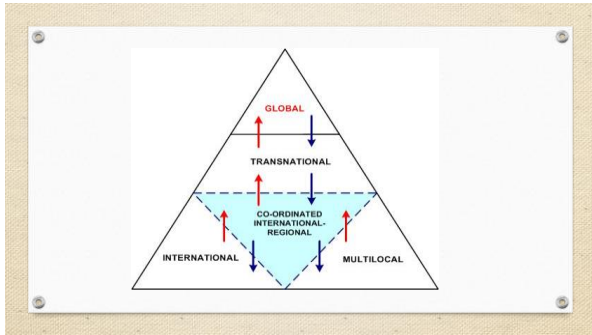 GLOBAL
TRANSNATIONAL
CO-ORDINATED
INTERNATIONAL-
REGIONAL
INTERNATIONAL
MULTILOCAL